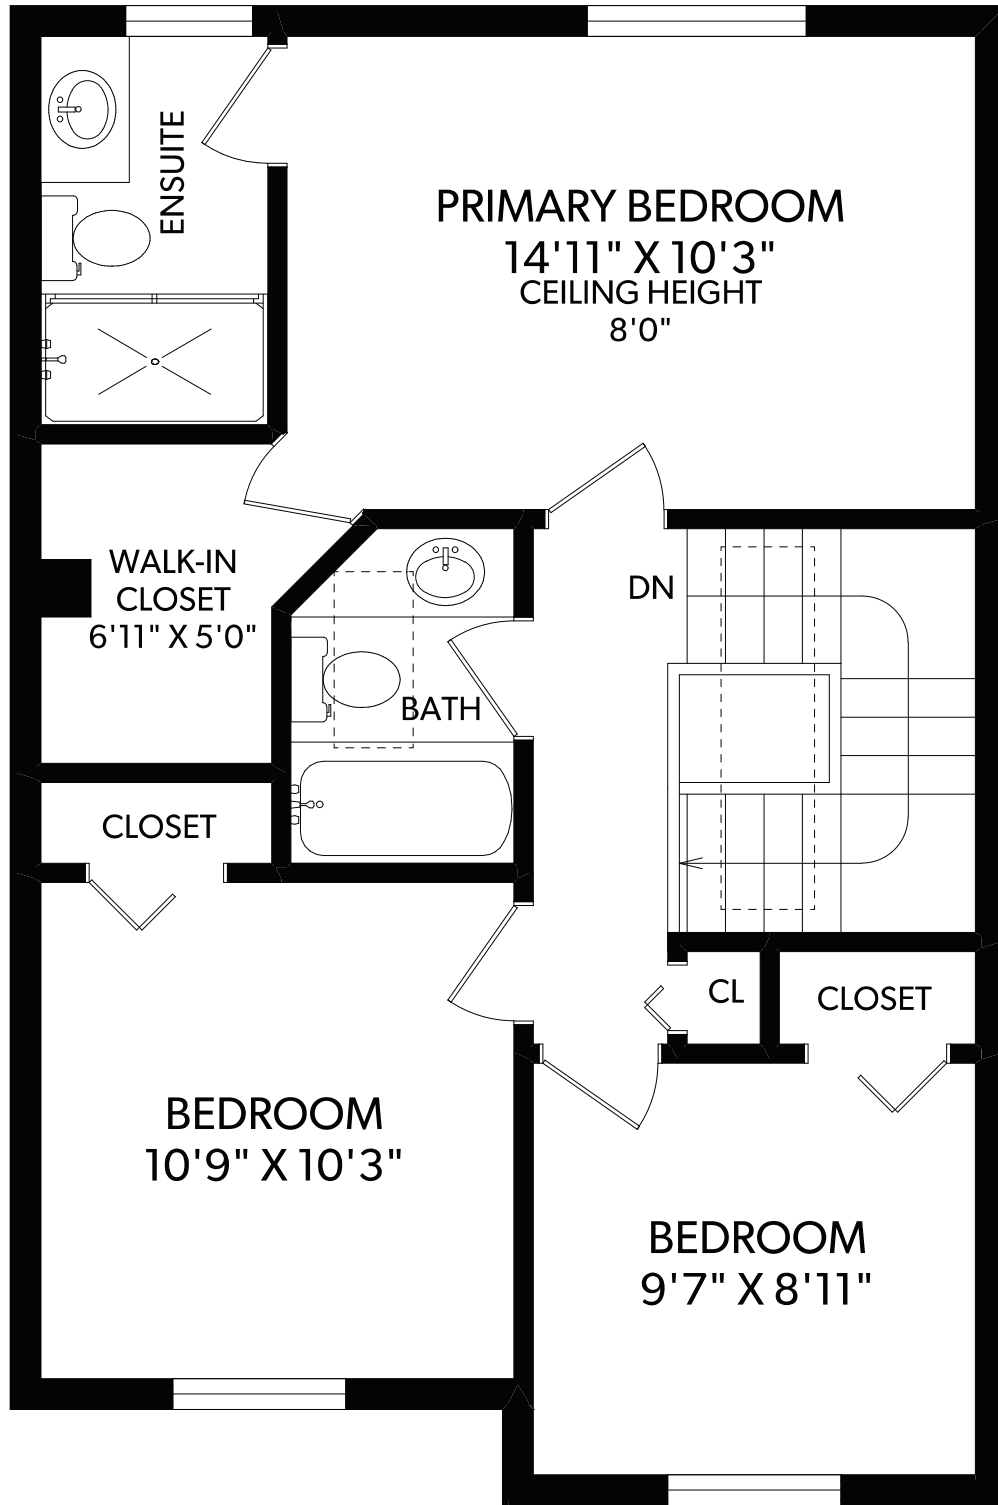 ENSUITE
PRIMARY BEDROOM
14'11" X 10'3"
CEILING HEIGHT
8'0"
WALK-IN
CLOSET
6'11" X 5'0"
DN
BATH
CLOSET
CL
CLOSET
BEDROOM
10'9" X 10'3"
BEDROOM
9'7" X 8'11"